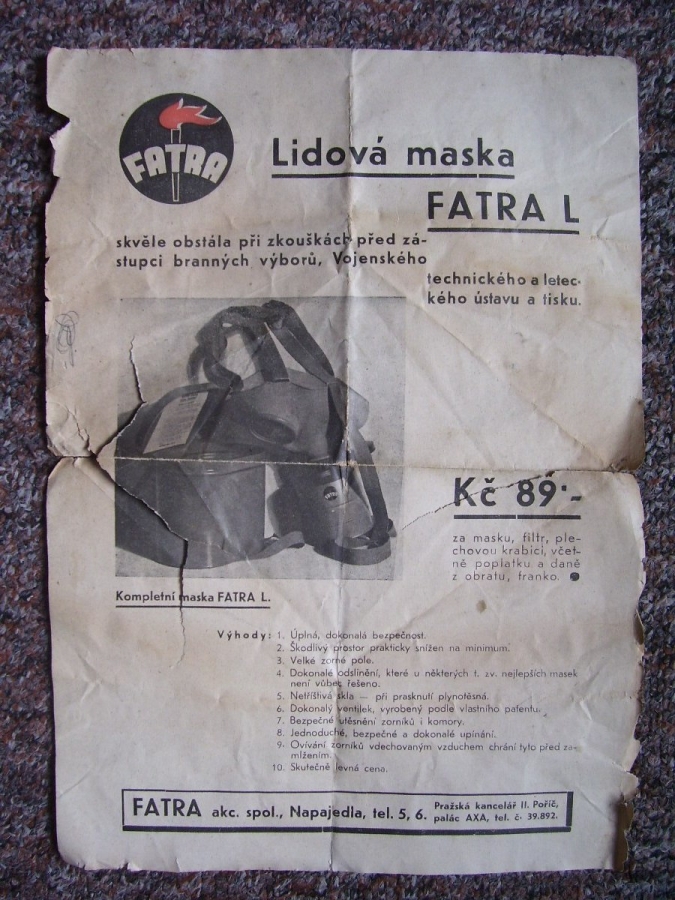 FATRA
Lidová maska
FATRA L
skvěle obstála při zkouškách před zá-
stupci branných výborů, Vojenského
technického a letec-
kého ústavu a tisku.
Kč 89·-
za masku, filtr, ple-
chovou krabici, včet-
ně poplatku a daně
z obratu, franko.
Kompletní maska FATRA L.
Výhody: 1. Úplná, dokonalá bezpečnost.
2. Škodlivý prostor prakticky snížen na minimum.
3. Velké zorné pole.
4. Dokonalé odslínění, které u některých t. zv. nejlepších masek
není vůbec řešeno.
5. Netříštivá skla — při prasknutí plynotěsná.
6. Dokonalý ventilek, vyrobený podle vlastního patentu.
7. Bezpečné utěsnění zorníků i komory.
8. Jednoduché, bezpečné a dokonalé upínání.
9. Ovívání zorníků vdechovaným vzduchem chrání tyto před za-
mlžením.
10. Skutečně levná cena.
FATRA akc. spol., Napajedla, tel. 5, 6.
Pražská kancelář II. Poříč,
palác AXA, tel. č. 39.892.